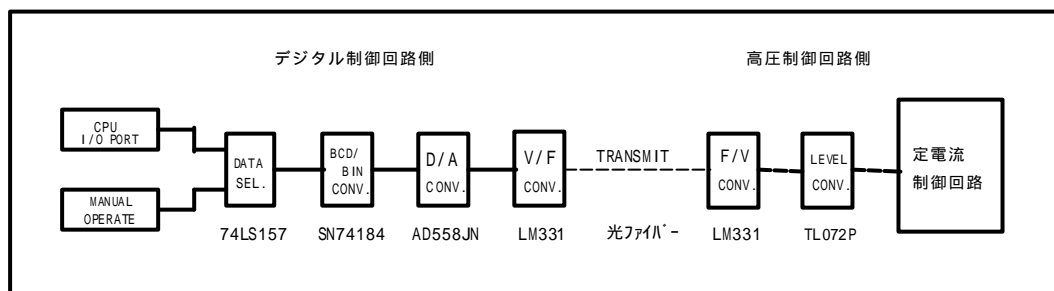 デジタル制御回路側
高圧制御回路側
CPU
I/O PORT
MANUAL
OPERATE
DATA
SEL.
BCD/
BIN
CONV.
D/A
CONV.
V/F
CONV.
TRANSMIT
F/V
CONV.
LEVEL
CONV.
定電流
制御回路
74LS157
SN74184
AD558JN
LM331
光ﾌｧｲﾊﾞｰ
LM331
TL072P